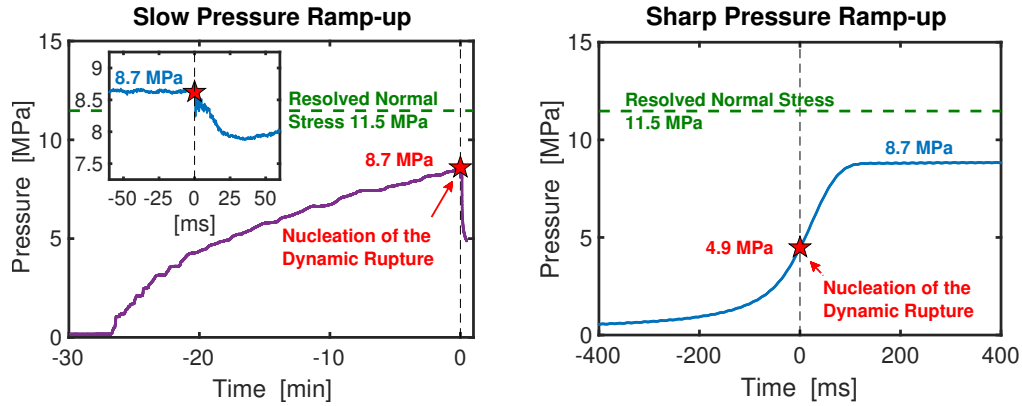 Slow Pressure Ramp-up
15
10
5
0
Pressure [MPa]
9
8.5
8
7.5
8.7 MPa
-50
-25
0
25
50
[ms]
Resolved Normal
Stress 11.5 MPa
8.7 MPa
Nucleation of the
Dynamic Rupture
-30
-20
-10
0
Time [min]
Sharp Pressure Ramp-up
15
10
5
0
Pressure [MPa]
Resolved Normal Stress
11.5 MPa
8.7 MPa
4.9 MPa
Nucleation of the
Dynamic Rupture
-400
-200
0
200
400
Time [ms]